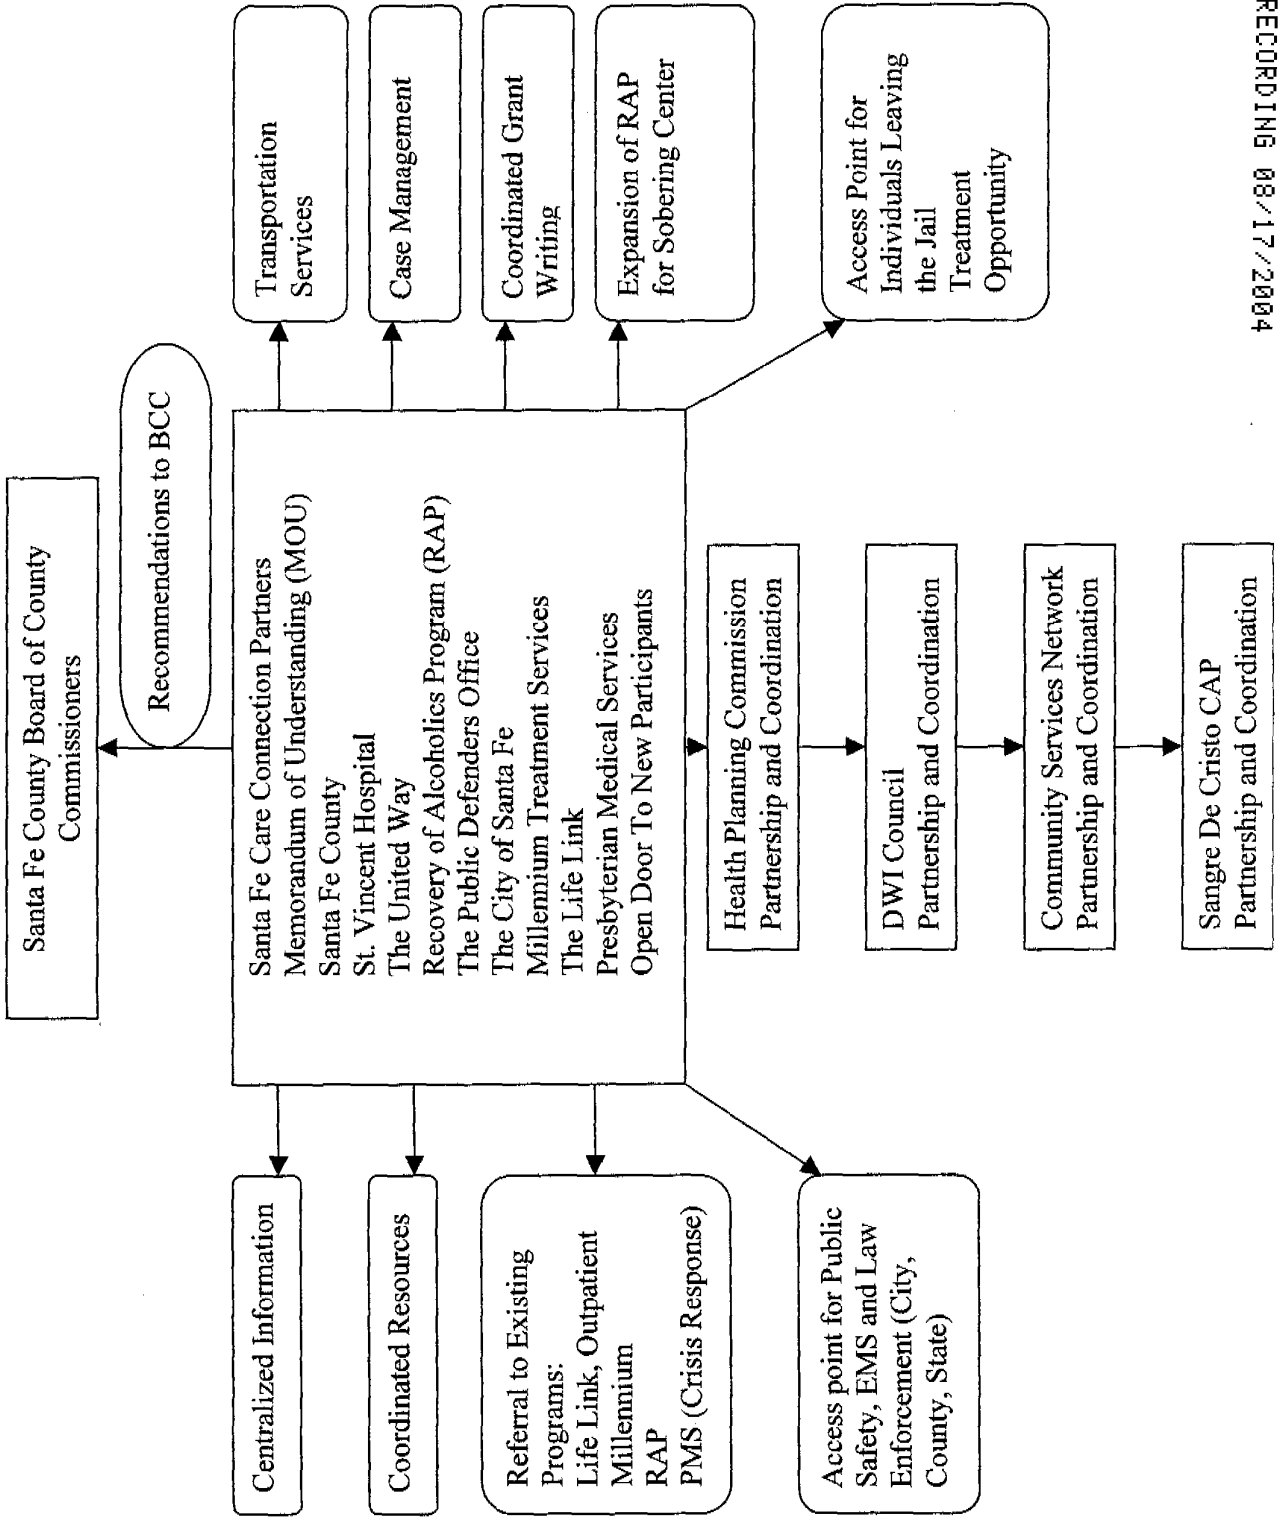 RECORDING 08/17/2004
Santa Fe County Board of County
Commissioners
Recommendations to BCC
Santa Fe Care Connection Partners
Memorandum of Understanding (MOU)
Santa Fe County
St. Vincent Hospital
The United Way
Recovery of Alcoholics Program (RAP)
The Public Defenders Office
The City of Santa Fe
Millennium Treatment Services
The Life Link
Presbyterian Medical Services
Open Door To New Participants
Centralized Information
Coordinated Resources
Referral to Existing
Programs:
Life Link, Outpatient
Millennium
RAP
PMS (Crisis Response)
Access point for Public
Safety, EMS and Law
Enforcement (City,
County, State)
Transportation
Services
Case Management
Coordinated Grant
Writing
Expansion of RAP
for Sobering Center
Access Point for
Individuals Leaving
the Jail
Treatment
Opportunity
Health Planning Commission
Partnership and Coordination
DWI Council
Partnership and Coordination
Community Services Network
Partnership and Coordination
Sangre De Cristo CAP
Partnership and Coordination